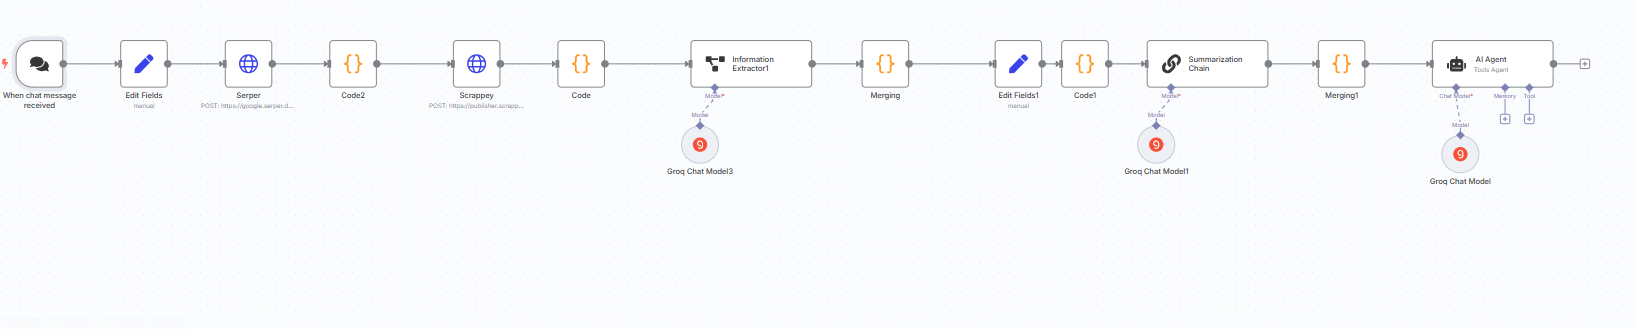 When chat message
received
Edit Fields
manual
Serper
POST: https://google.serper.d...
{}
Code2
Scrappey
POST: https://publisher.scrapp...
{}
Code
Information
Extractor1
Model*
Model
Groq Chat Model3
{}
Merging
Edit Fields1
manual
{}
Code1
Summarization
Chain
Model*
Model
Groq Chat Model1
{}
Merging1
AI Agent
Tools Agent
Chat Model*
Memory
Tool
Model
Groq Chat Model